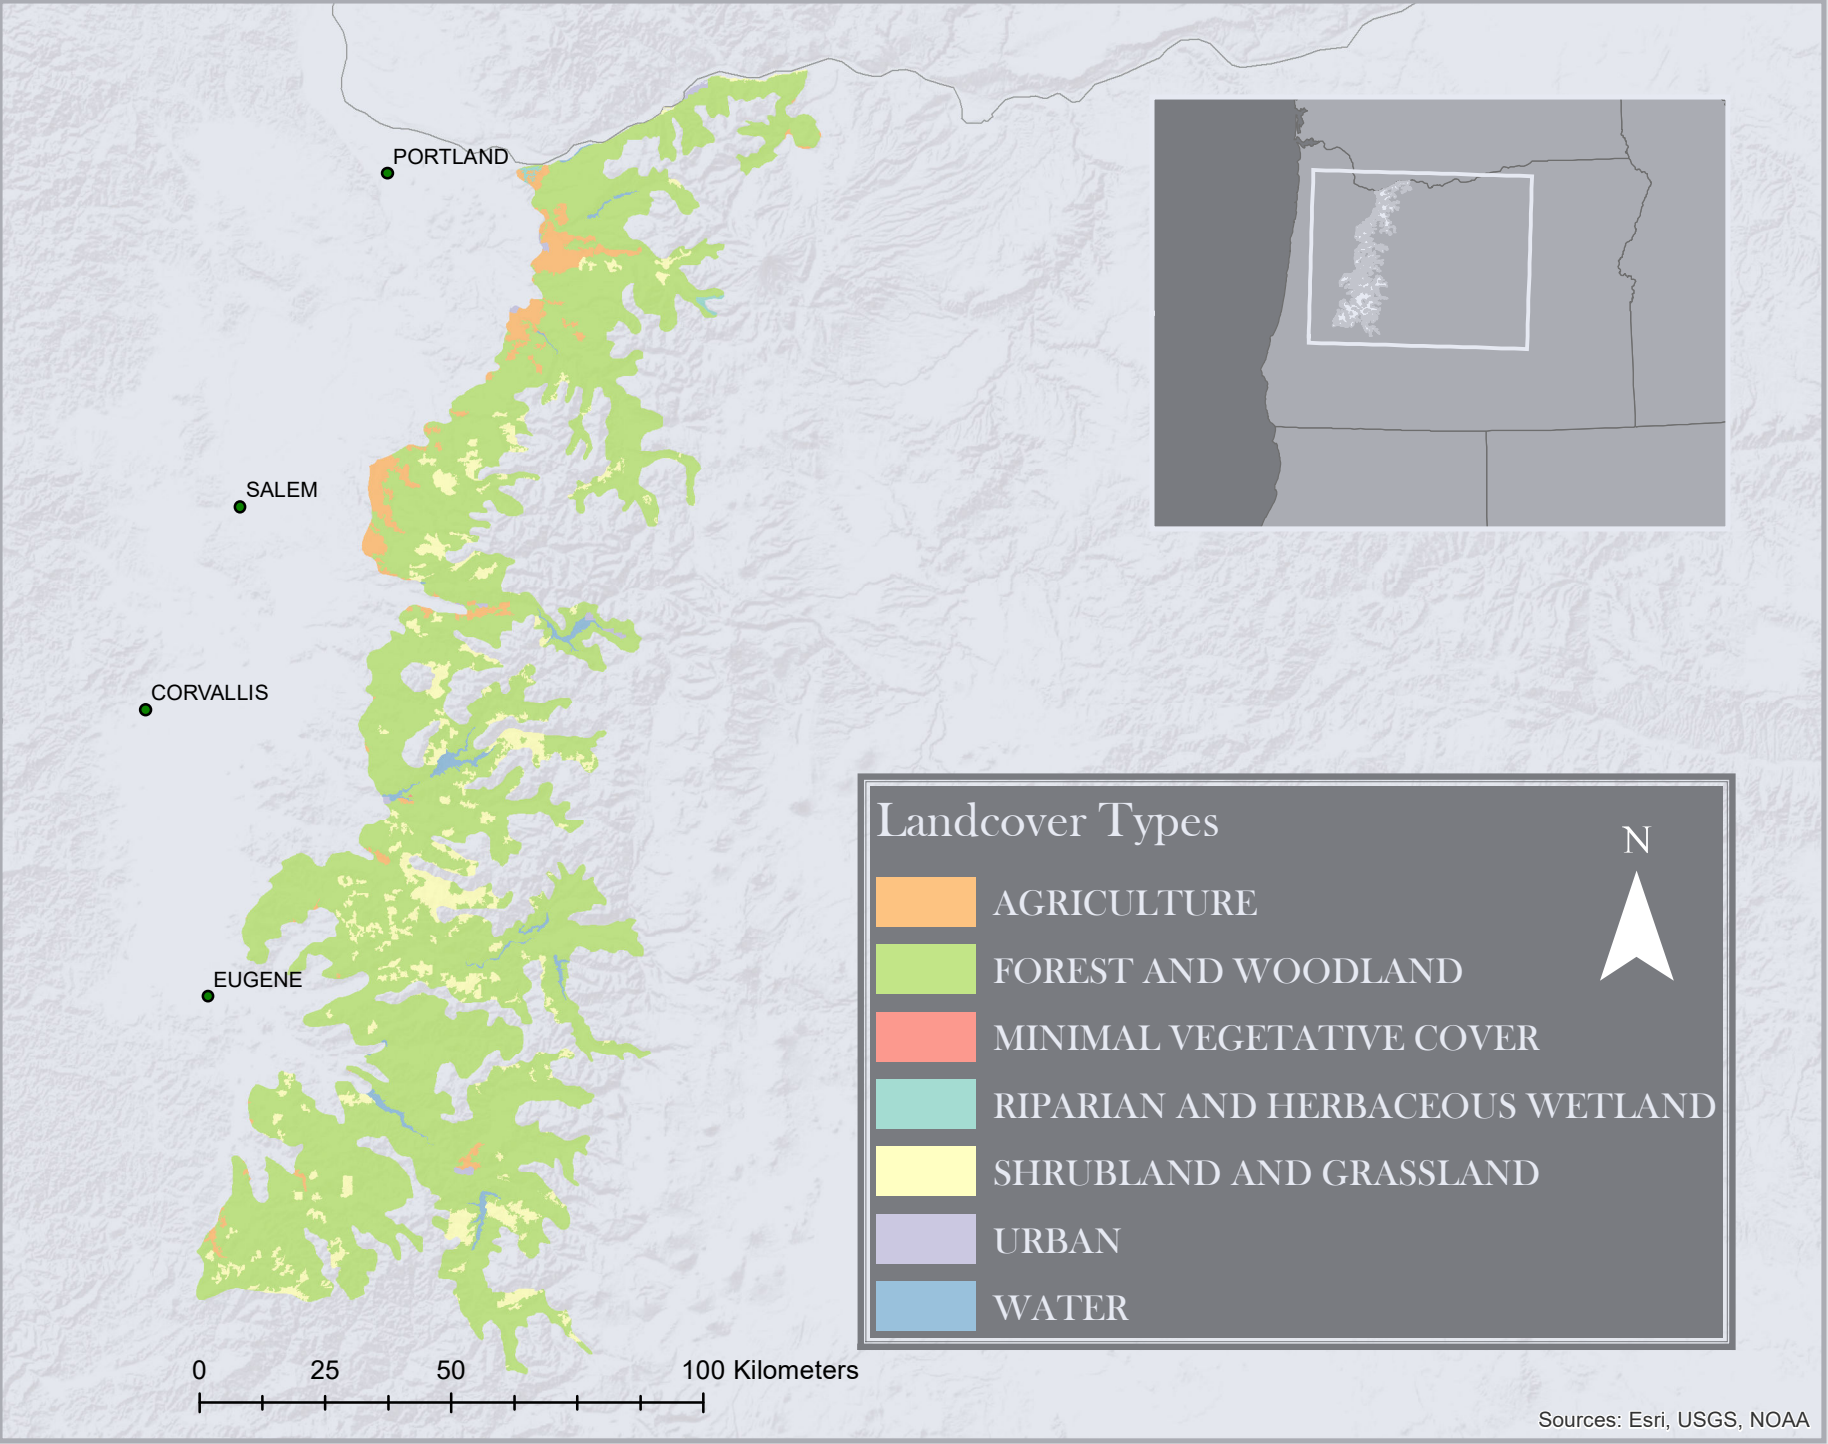 PORTLAND
SALEM
CORVALLIS
EUGENE
Landcover Types
N
AGRICULTURE
FOREST AND WOODLAND
MINIMAL VEGETATIVE COVER
RIPARIAN AND HERBACEOUS WETLAND
SHRUBLAND AND GRASSLAND
URBAN
WATER
0 25 50 100 Kilometers
Sources: Esri, USGS, NOAA